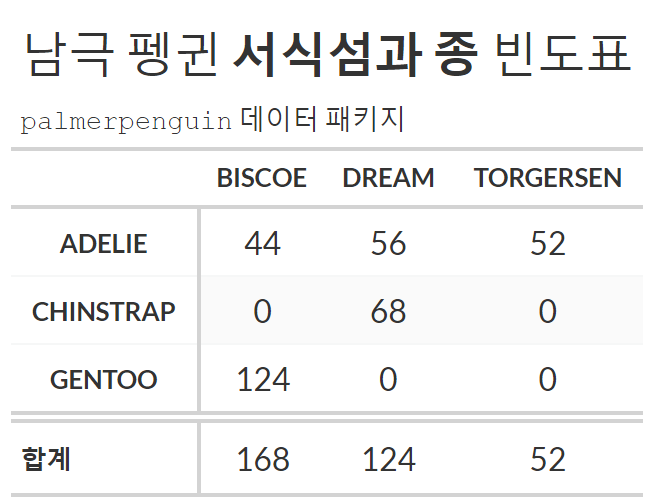 남극 펭귄 서식섬과 종 빈도표
palmerpenguin 데이터 패키지
BISCOE DREAM TORGERSEN
ADELIE 44 56 52
CHINSTRAP 0 68 0
GENTOO 124 0 0
합계 168 124 52